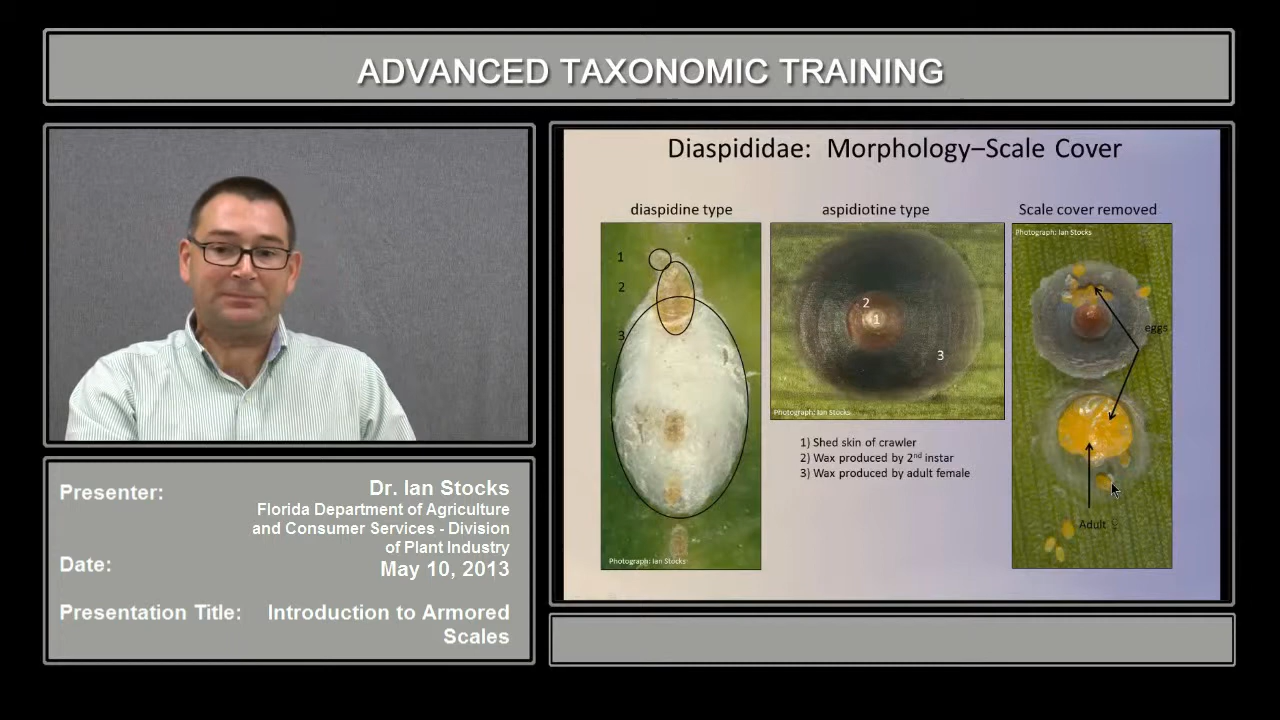 ADVANCED TAXONOMIC TRAINING
Presenter:
Dr. Ian Stocks
Florida Department of Agriculture
and Consumer Services - Division
of Plant Industry
Date:
May 10, 2013
Presentation Title:
Introduction to Armored
Scales
Diaspididae: Morphology–Scale Cover
diaspidine type
1
2
3
Photograph: Ian Stocks
aspidiotine type
2
1
3
Photograph: Ian Stocks
1) Shed skin of crawler
2) Wax produced by 2nd instar
3) Wax produced by adult female
Scale cover removed
Photograph: Ian Stocks
eggs
Adult ♀